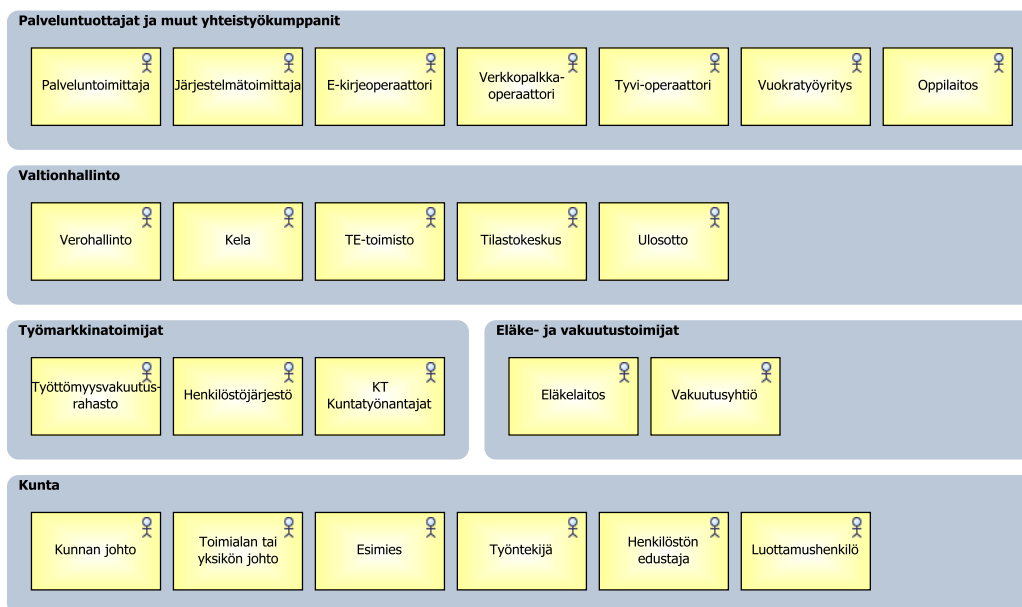 Palveluntuottajat ja muut yhteistyökumppanit
Palveluntoimittaja
Järjestelmätoimittaja
E-kirjeoperaattori
Verkkopalkka-
operaattori
Tyvi-operaattori
Vuokratyöyritys
Oppilaitos
Valtionhallinto
Verohallinto
Kela
TE-toimisto
Tilastokeskus
Ulosotto
Työmarkkinatoimijat
Työttömyysvakuutus-
rahasto
Henkilöstöjärjestö
KT
Kuntatyönantajat
Eläke- ja vakuutustoimijat
Eläkelaitos
Vakuutusyhtiö
Kunta
Kunnan johto
Toimialan tai
yksikön johto
Esimies
Työntekijä
Henkilöstön
edustaja
Luottamushenkilö